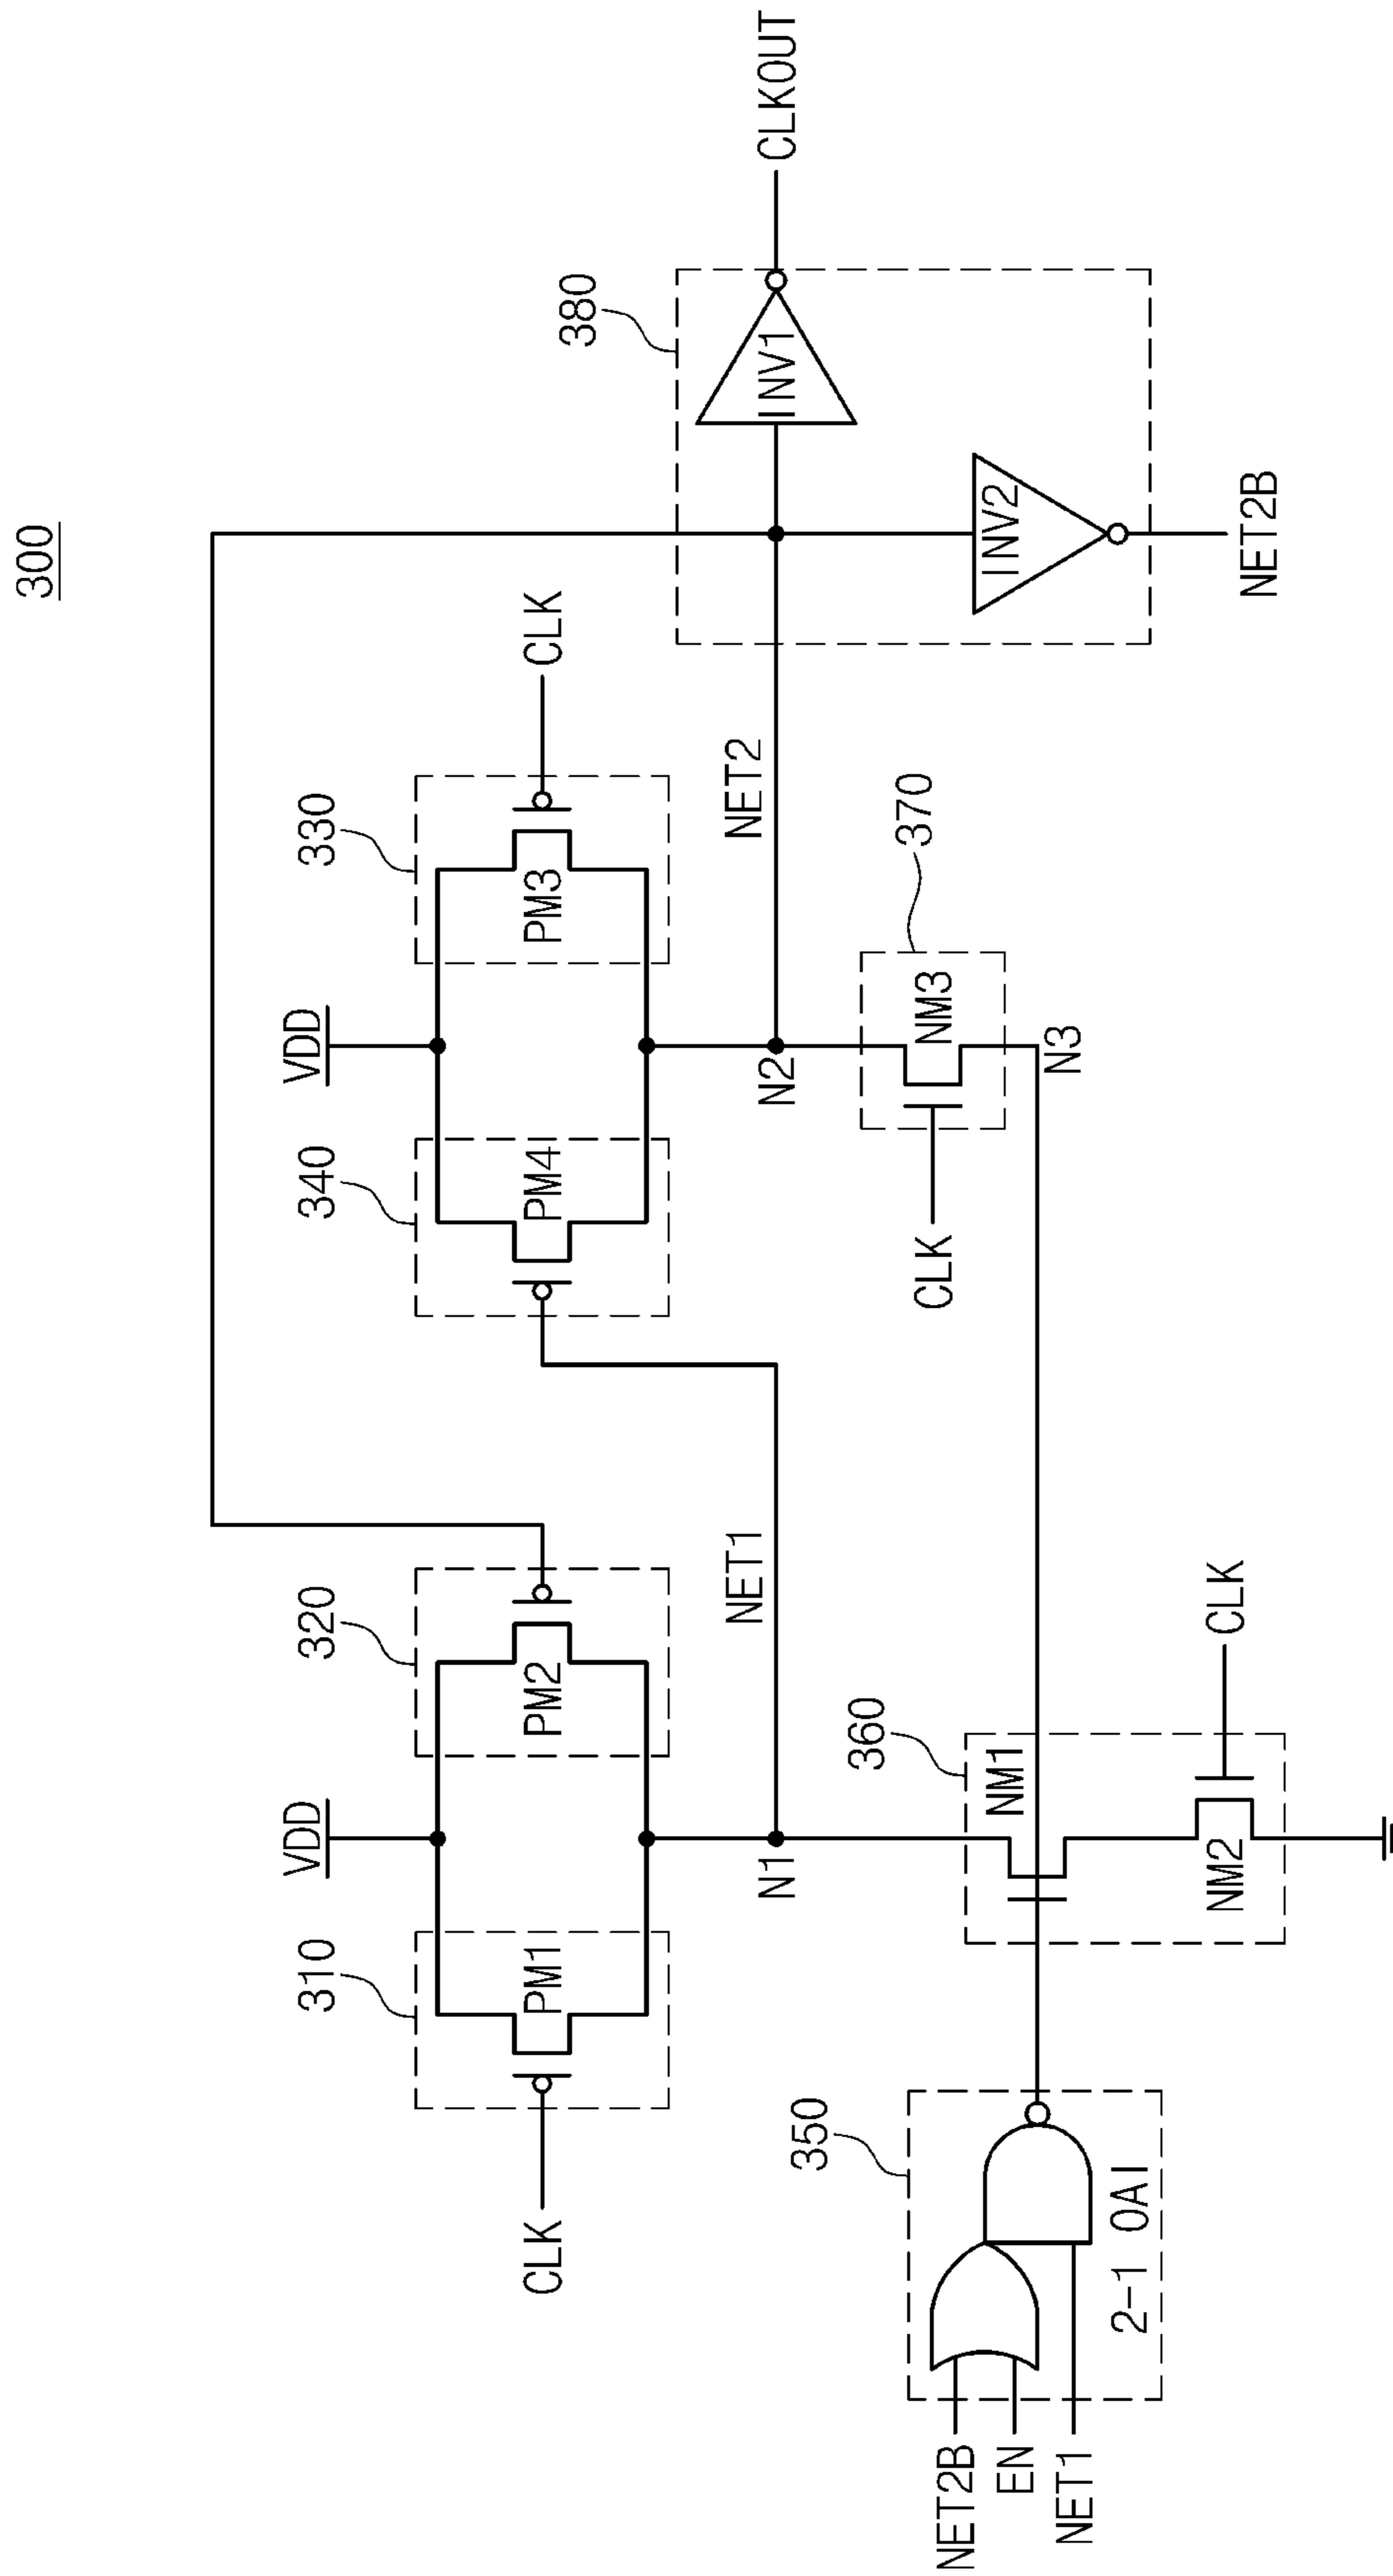 300
VDD
VDD
310
320
340
330
CLK
PM1
PM2
PM4
PM3
CLK
NET1
NET2
380
N1
N2
INV1
CLKOUT
350
360
CLK
NM3
370
NET2B
EN
NET1
2-1 OAI
NM1
N3
INV2
NM2
CLK
NET2B